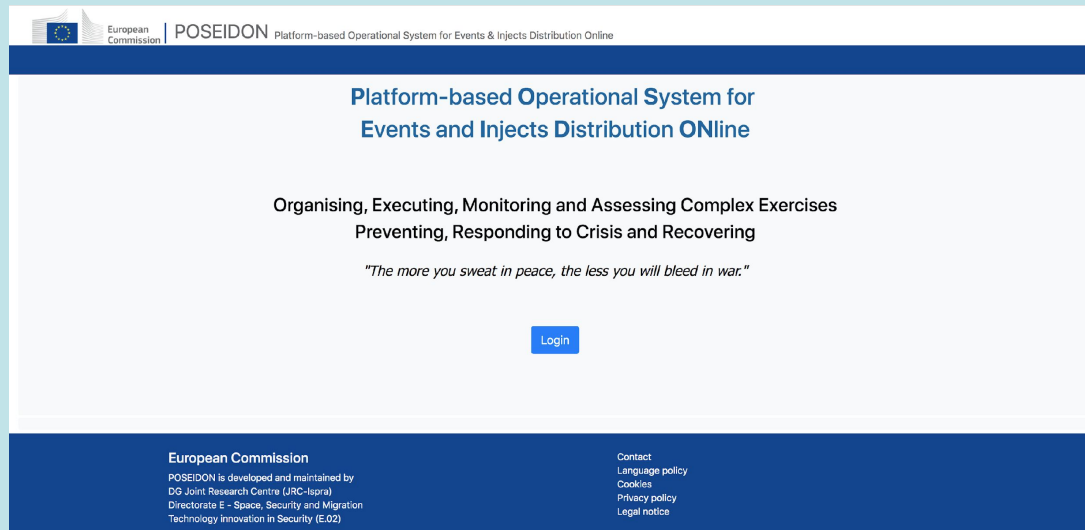 European
Commission
POSEIDON Platform-based Operational System for Events & Injects Distribution Online
Platform-based Operational System for
Events and Injects Distribution ONline
Organising, Executing, Monitoring and Assessing Complex Exercises
Preventing, Responding to Crisis and Recovering
"The more you sweat in peace, the less you will bleed in war."
Login
European Commission
POSEIDON is developed and maintained by
DG Joint Research Centre (JRC-Ispra)
Directorate E - Space, Security and Migration
Technology innovation in Security (E.02)
Contact
Language policy
Cookies
Privacy policy
Legal notice